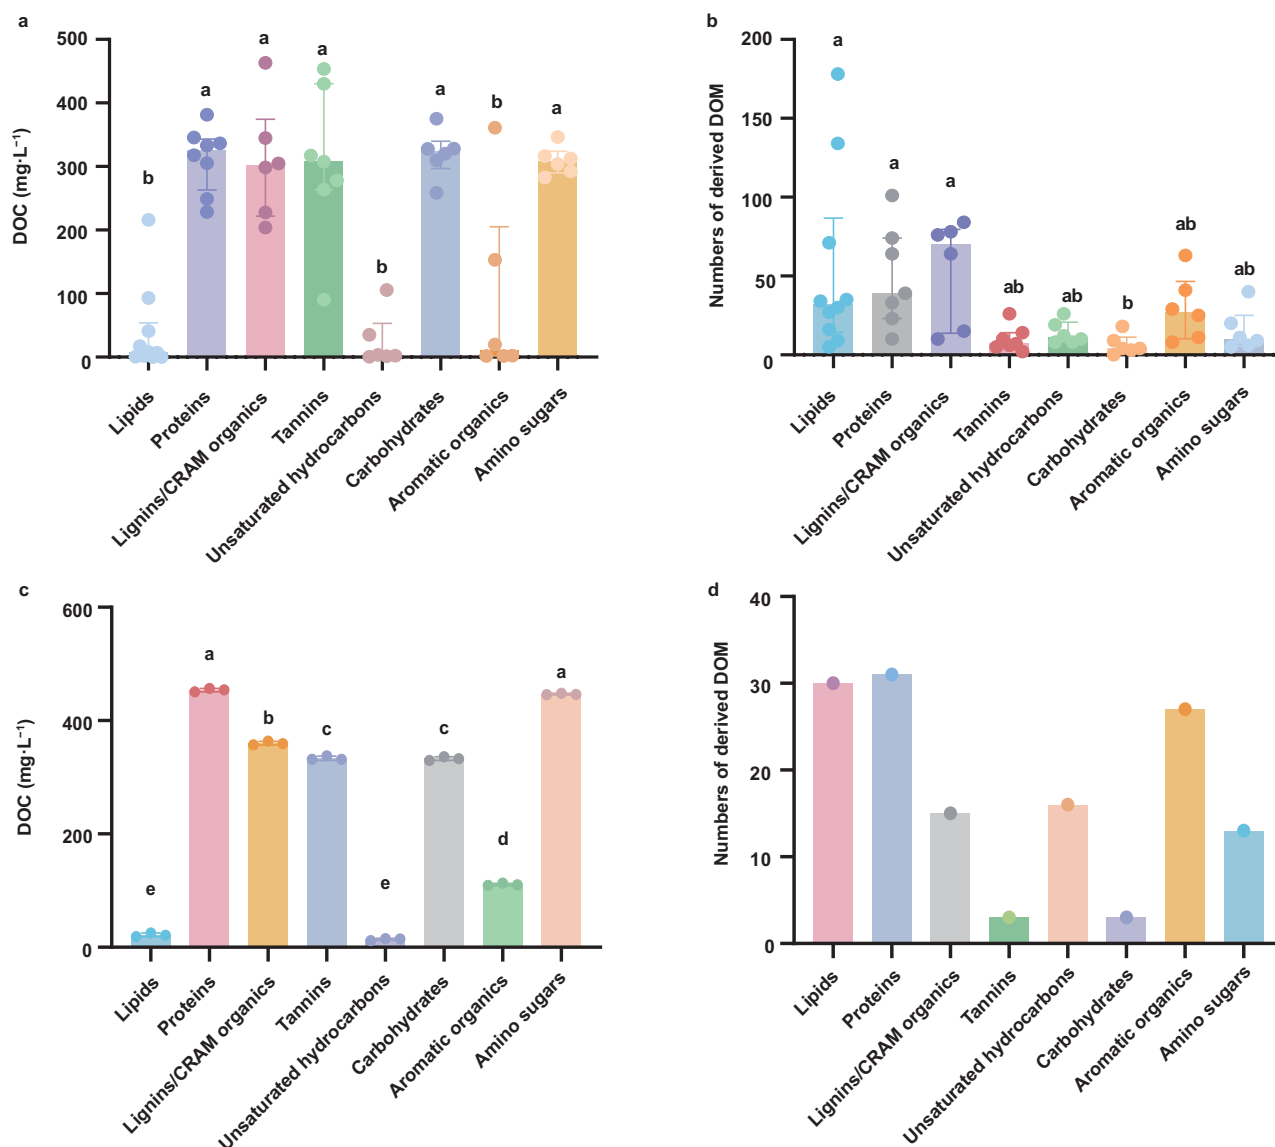 a
DOC (mg·L⁻¹)
500
400
300
200
100
0
b
a
a
a
b
a
b
a
Lipids
Proteins
Lignins/CRAM organics
Tannins
Unsaturated hydrocarbons
Carbohydrates
Aromatic organics
Amino sugars
b
Numbers of derived DOM
200
150
100
50
0
a
a
a
ab
ab
b
ab
ab
Lipids
Proteins
Lignins/CRAM organics
Tannins
Unsaturated hydrocarbons
Carbohydrates
Aromatic organics
Amino sugars
c
DOC (mg·L⁻¹)
600
400
200
0
e
a
b
c
e
c
d
a
Lipids
Proteins
Lignins/CRAM organics
Tannins
Unsaturated hydrocarbons
Carbohydrates
Aromatic organics
Amino sugars
d
Numbers of derived DOM
40
30
20
10
0
Lipids
Proteins
Lignins/CRAM organics
Tannins
Unsaturated hydrocarbons
Carbohydrates
Aromatic organics
Amino sugars